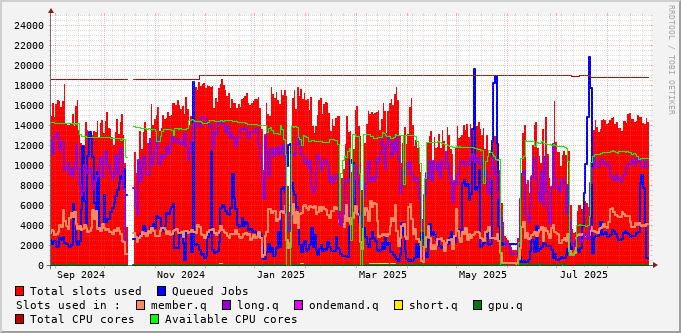 24000
22000
20000
18000
16000
14000
12000
10000
8000
6000
4000
2000
0
Sep 2024 Nov 2024 Jan 2025 Mar 2025 May 2025 Jul 2025
Total slots used Queued Jobs
Slots used in : member.q long.q ondemand.q short.q gpu.q
Total CPU cores Available CPU cores
RRDTOOL / TOBI OETIKER